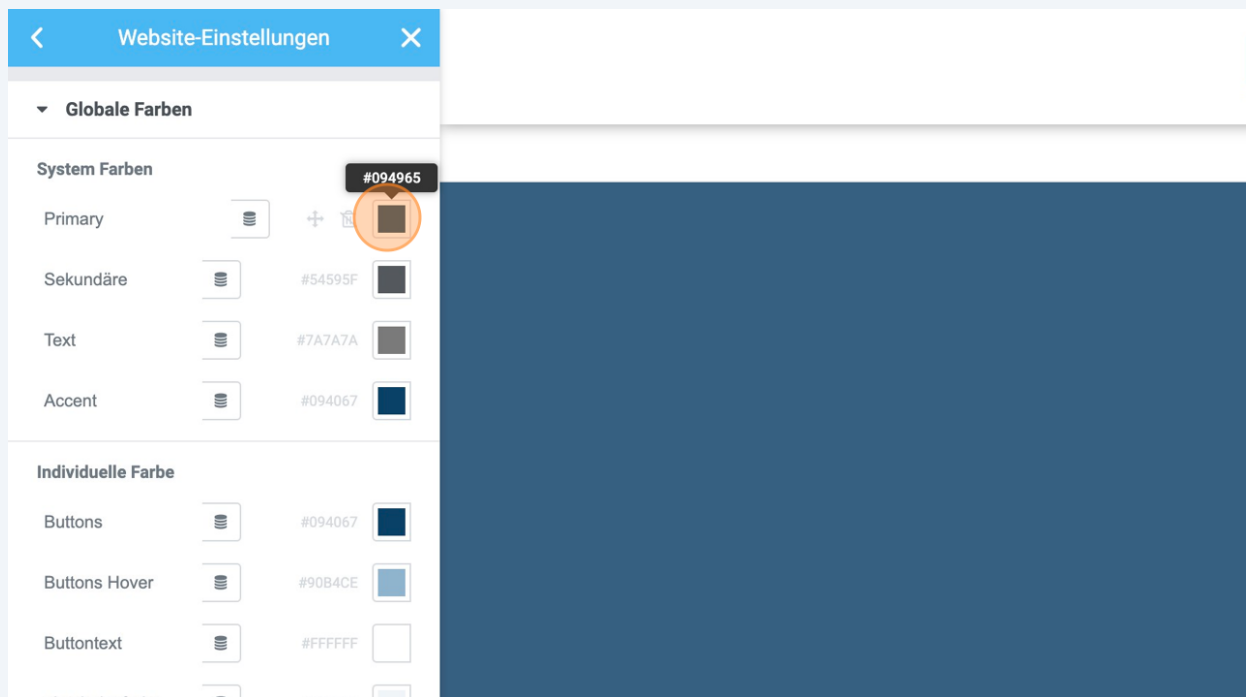 Website-Einstellungen
Globale Farben
System Farben
#094965
Primary
Sekundäre #54595F
Text #7A7A7A
Accent #094067
Individuelle Farbe
Buttons #094067
Buttons Hover #90B4CE
Buttontext #FFFFFF